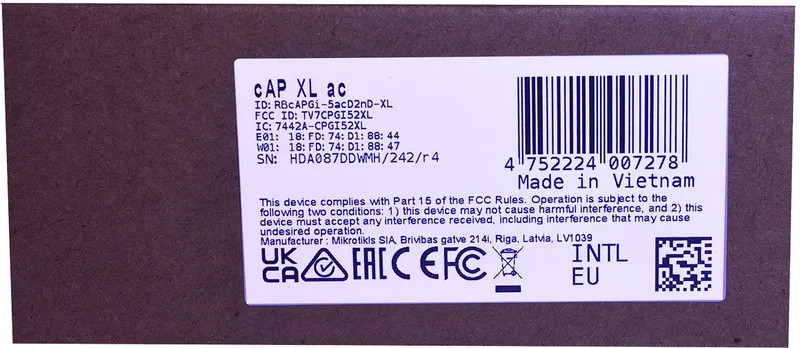 cAP XL ac
ID: RBcAPGi-5acD2nD-XL
FCC ID: TV7CPGI52XL
IC: 7442A-CPGI52XL
E01: 18:FD:74:D1:88:44
W01: 18:FD:74:D1:88:47
SN: HDA087DDWMH/242/r4
4 752224 007278
Made in Vietnam
This device complies with Part 15 of the FCC Rules. Operation is subject to the
following two conditions: 1) this device may not cause harmful interference, and 2) this
device must accept any interference received, including interference that may cause
undesired operation.
Manufacturer: Mikrotikls SIA, Brivibas gatve 214i, Riga, Latvia, LV1039
UK CA EAC CE FC INTL
EU